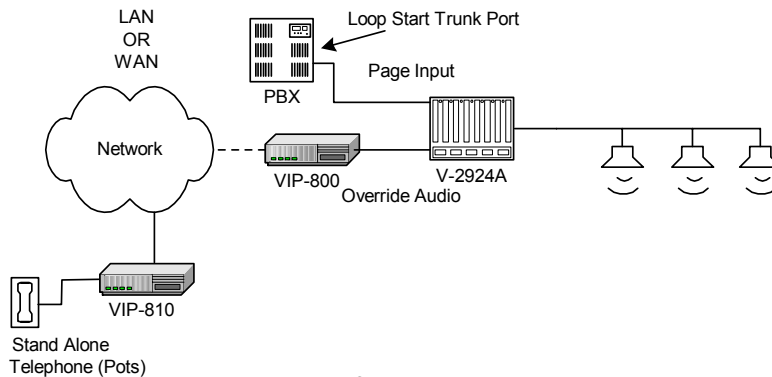 LAN
OR
WAN
Loop Start Trunk Port
Page Input
PBX
Network
VIP-800
V-2924A
Override Audio
VIP-810
Stand Alone
Telephone (Pots)